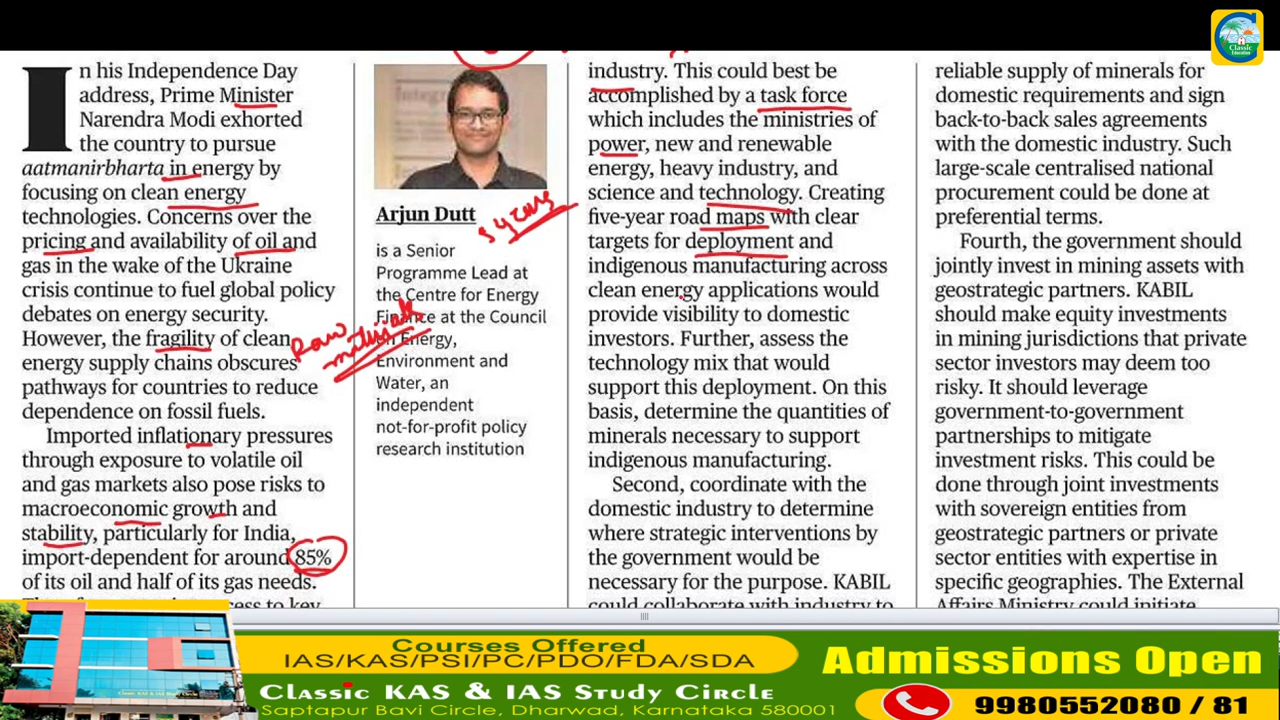 Classic
Education
In his Independence Day
address, Prime Minister
Narendra Modi exhorted
the country to pursue
aatmanirbharta in energy by
focusing on clean energy
technologies. Concerns over the
pricing and availability of oil and
gas in the wake of the Ukraine
crisis continue to fuel global policy
debates on energy security.
However, the fragility of clean
energy supply chains obscures
pathways for countries to reduce
dependence on fossil fuels.
Imported inflationary pressures
through exposure to volatile oil
and gas markets also pose risks to
macroeconomic growth and
stability, particularly for India,
import-dependent for around 85%
of its oil and half of its gas needs.
Arjun Dutt
5 years
is a Senior
Programme Lead at
the Centre for Energy
Finance at the Council
on Energy,
Environment and
Water, an
independent
not-for-profit policy
research institution
Raw
materials
industry. This could best be
accomplished by a task force
which includes the ministries of
power, new and renewable
energy, heavy industry, and
science and technology. Creating
five-year road maps with clear
targets for deployment and
indigenous manufacturing across
clean energy applications would
provide visibility to domestic
investors. Further, assess the
technology mix that would
support this deployment. On this
basis, determine the quantities of
minerals necessary to support
indigenous manufacturing.
Second, coordinate with the
domestic industry to determine
where strategic interventions by
the government would be
necessary for the purpose. KABIL
could collaborate with industry to
reliable supply of minerals for
domestic requirements and sign
back-to-back sales agreements
with the domestic industry. Such
large-scale centralised national
procurement could be done at
preferential terms.
Fourth, the government should
jointly invest in mining assets with
geostrategic partners. KABIL
should make equity investments
in mining jurisdictions that private
sector investors may deem too
risky. It should leverage
government-to-government
partnerships to mitigate
investment risks. This could be
done through joint investments
with sovereign entities from
geostrategic partners or private
sector entities with expertise in
specific geographies. The External
Affairs Ministry could initiate
Courses Offered
IAS/KAS/PSI/PC/PDO/FDA/SDA
Classic KAS & IAS Study Circle
Saptapur Bavi Circle, Dharwad, Karnataka 580001
Admissions Open
9980552080 / 81